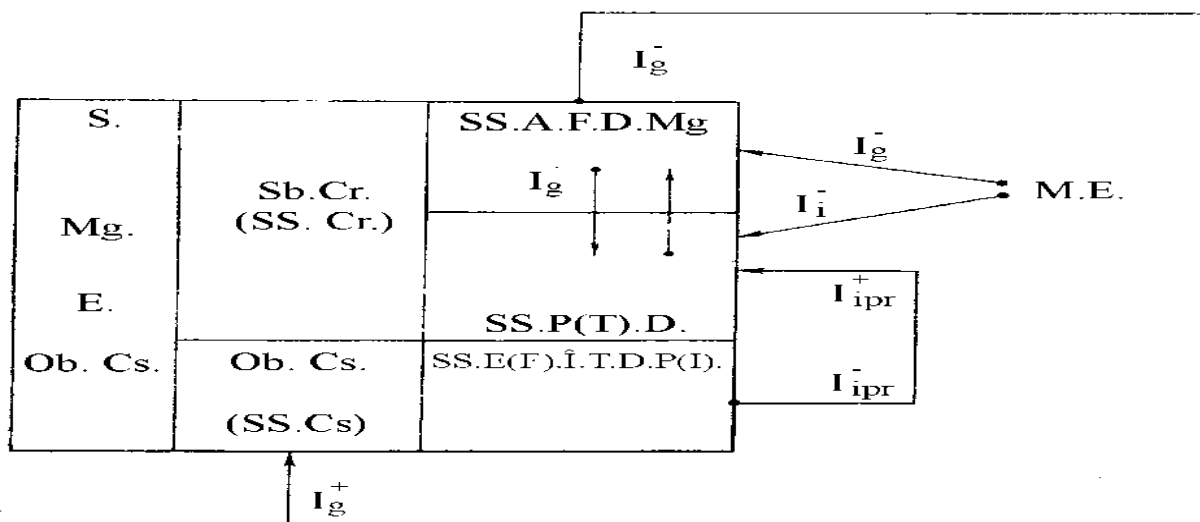 I_g^-
S.
SS.A.F.D.Mg
I_g^-
Sb.Cr.
I_g^-
M.E.
(SS. Cr.)
I_i^-
Mg.
E.
I_ipr^+
SS.P(T).D.
Ob. Cs.
Ob. Cs.
SS.E(F).Î.T.D.P(I).
I_ipr^-
(SS.Cs)
I_g^+